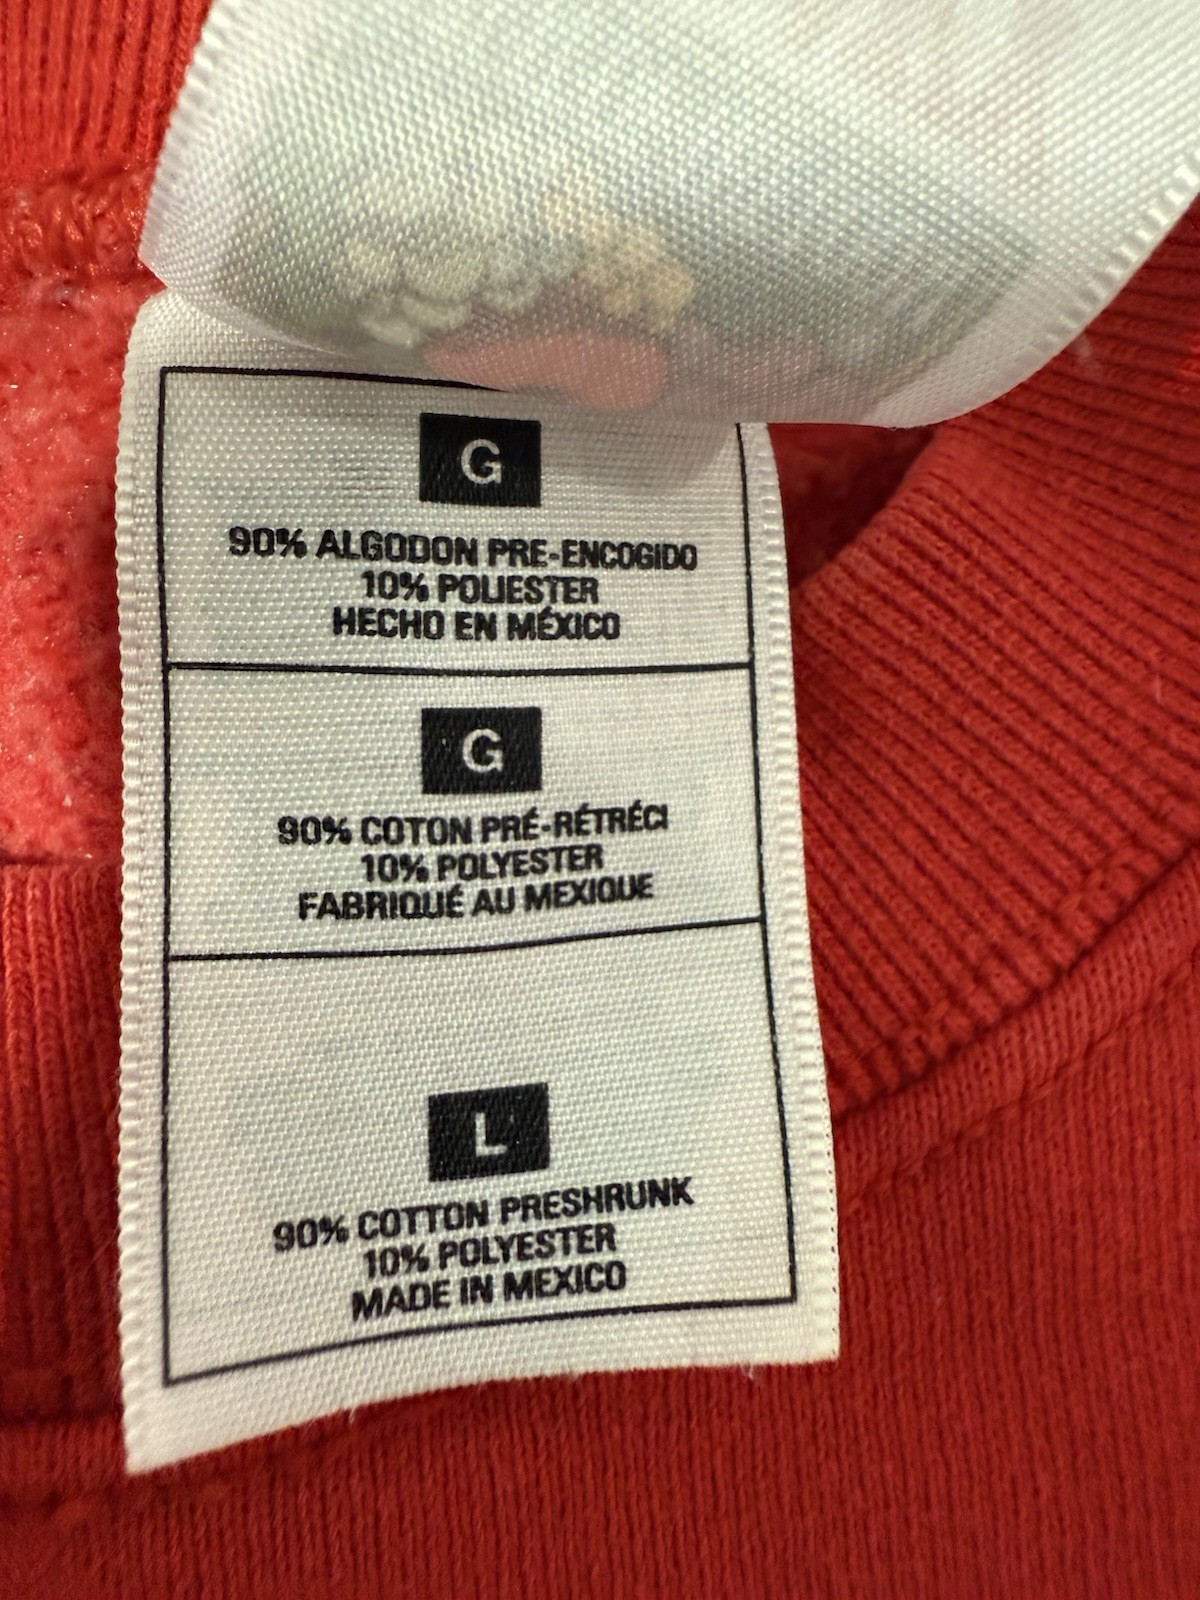 G
90% ALGODON PRE-ENCOGIDO
10% POLIESTER
HECHO EN MÉXICO
G
90% COTON PRÉ-RÉTRÉCI
10% POLYESTER
FABRIQUÉ AU MEXIQUE
L
90% COTTON PRESHRUNK
10% POLYESTER
MADE IN MEXICO